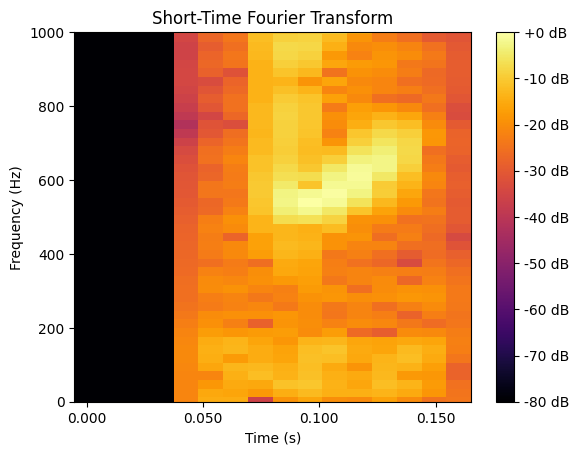 Short-Time Fourier Transform
Frequency (Hz)
1000
800
600
400
200
0
0.000
0.050
0.100
0.150
Time (s)
+0 dB
-10 dB
-20 dB
-30 dB
-40 dB
-50 dB
-60 dB
-70 dB
-80 dB